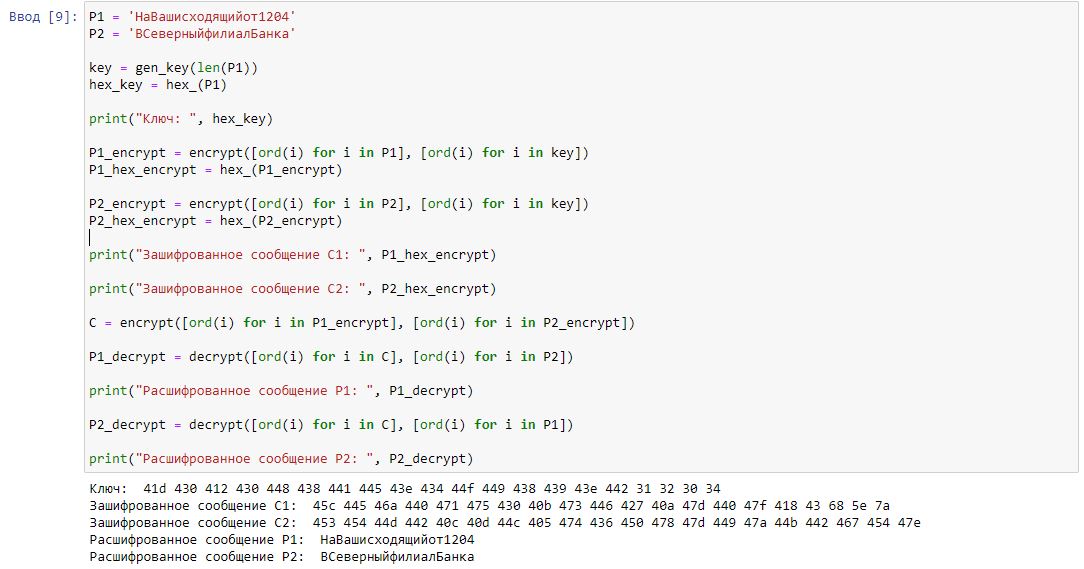 Ввод [9]: P1 = 'НаВашисходящийот1204'
P2 = 'ВСеверныйфилиалБанка'
key = gen_key(len(P1))
hex_key = hex_(P1)
print("Ключ: ", hex_key)
P1_encrypt = encrypt([ord(i) for i in P1], [ord(i) for i in key])
P1_hex_encrypt = hex_(P1_encrypt)
P2_encrypt = encrypt([ord(i) for i in P2], [ord(i) for i in key])
P2_hex_encrypt = hex_(P2_encrypt)
print("Зашифрованное сообщение C1: ", P1_hex_encrypt)
print("Зашифрованное сообщение C2: ", P2_hex_encrypt)
C = encrypt([ord(i) for i in P1_encrypt], [ord(i) for i in P2_encrypt])
P1_decrypt = decrypt([ord(i) for i in C], [ord(i) for i in P2])
print("Расшифрованное сообщение P1: ", P1_decrypt)
P2_decrypt = decrypt([ord(i) for i in C], [ord(i) for i in P1])
print("Расшифрованное сообщение P2: ", P2_decrypt)
Ключ:  41d 430 412 430 448 438 441 445 43e 434 44f 449 438 439 43e 442 31 32 30 34
Зашифрованное сообщение C1:  45c 445 46a 440 471 475 430 40b 473 446 427 40a 47d 440 47f 418 43 68 5e 7a
Зашифрованное сообщение C2:  453 454 44d 442 40c 40d 44c 405 474 436 450 478 47d 449 47a 44b 442 467 454 47e
Расшифрованное сообщение P1:  НаВашисходящийот1204
Расшифрованное сообщение P2:  ВСеверныйфилиалБанка